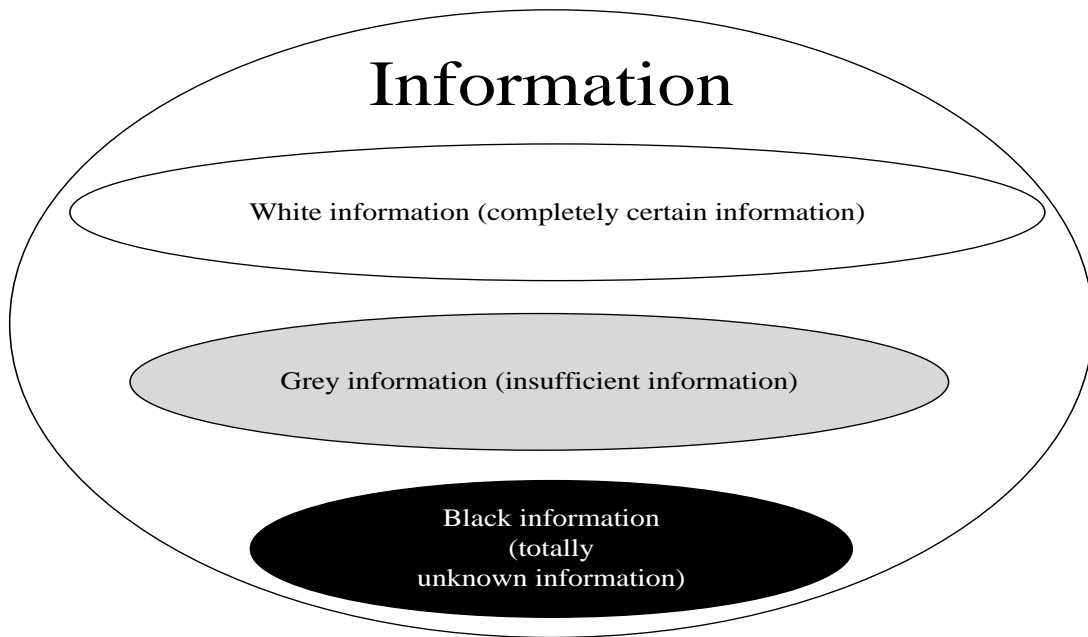 Information
White information (completely certain information)
Grey information (insufficient information)
Black information
(totally
unknown information)